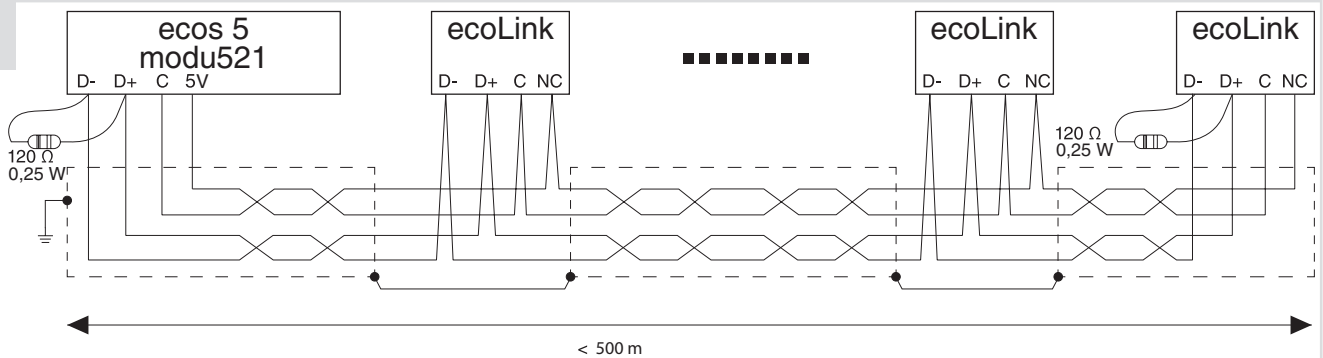 ecos 5
modu521
D- D+ C 5V
ecoLink
D- D+ C NC
ecoLink
D- D+ C NC
ecoLink
D- D+ C NC
120 Ω
0,25 W
120 Ω
0,25 W
< 500 m